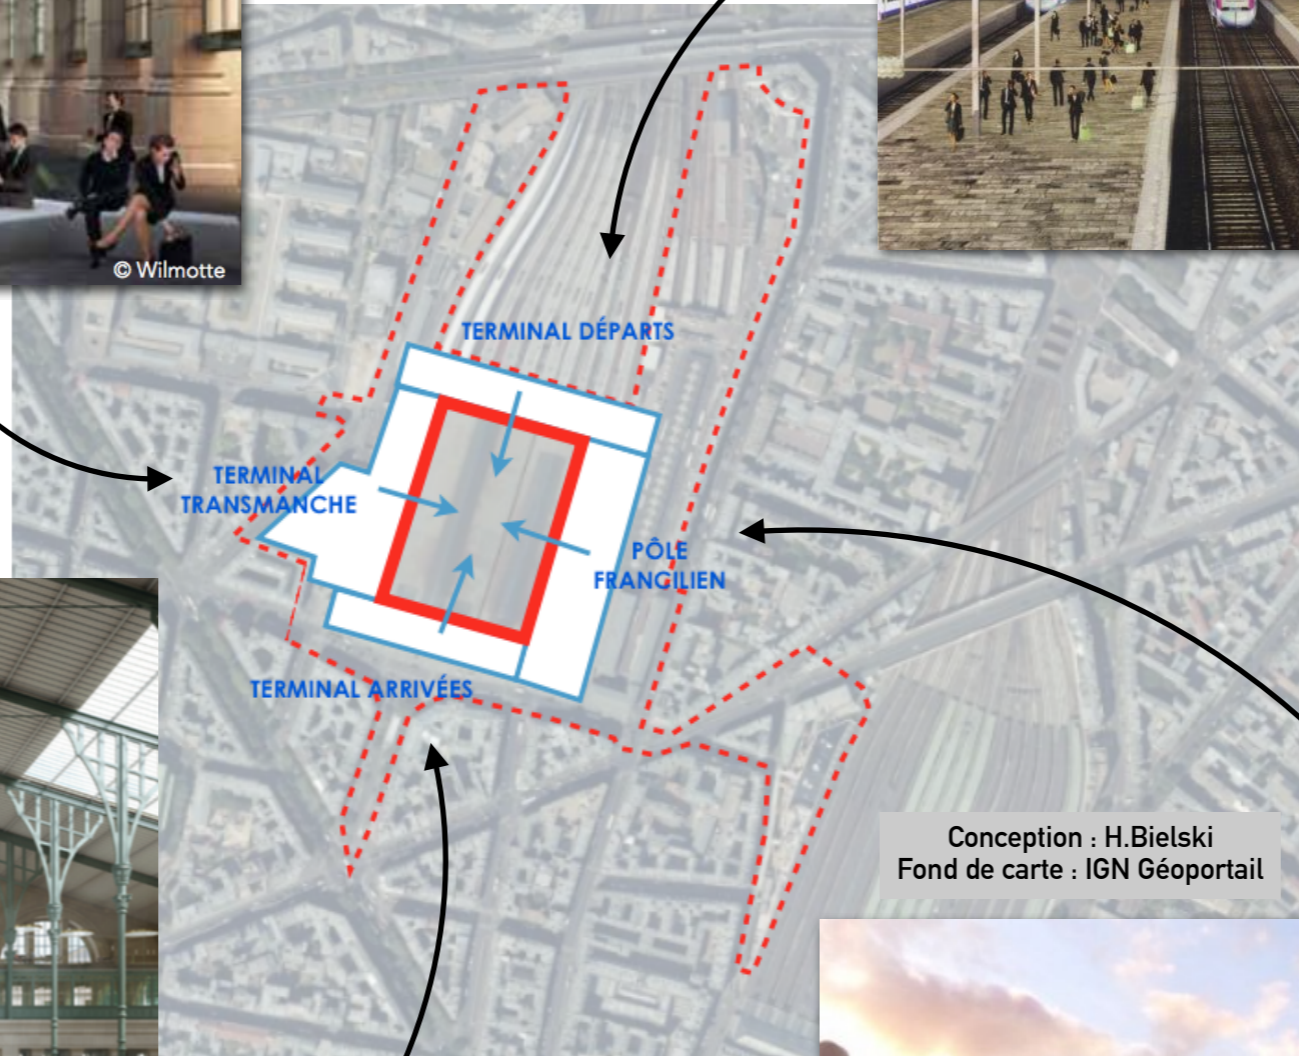 © Wilmotte
TERMINAL DÉPARTS
TERMINAL
TRANSMANCHE
PÔLE
FRANCILIEN
TERMINAL ARRIVÉES
Conception : H.Bielski
Fond de carte : IGN Géoportail